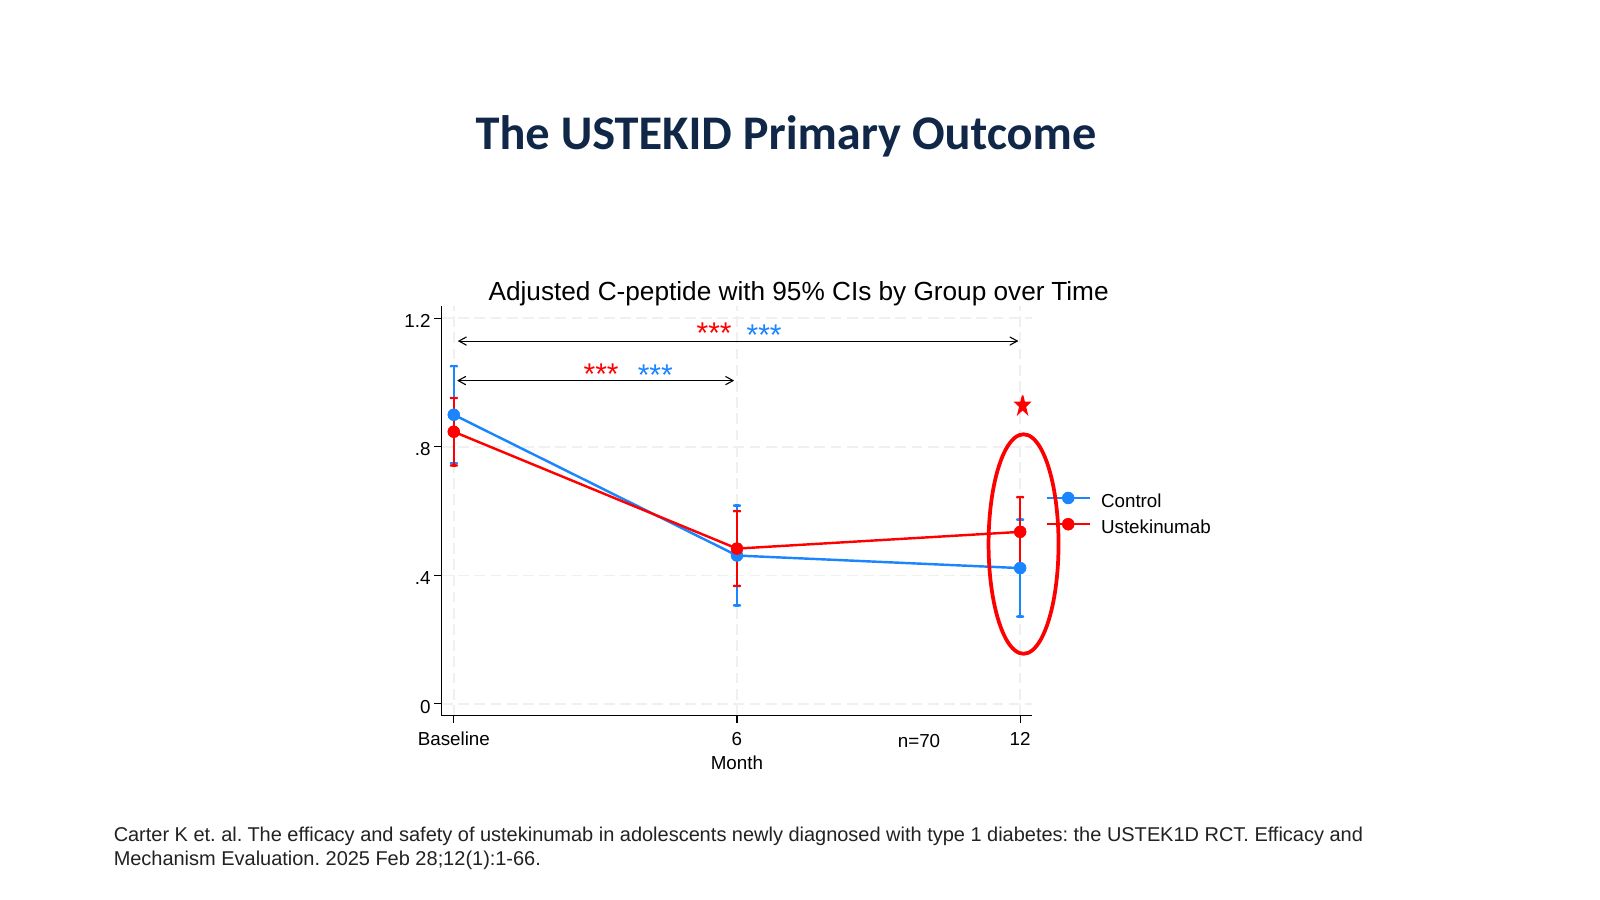 The USTEKID Primary Outcome
Adjusted C-peptide with 95% CIs by Group over Time
1.2
*** ***
*** ***
.8
Control
Ustekinumab
.4
0
Baseline 6 n=70 12
Month
Carter K et. al. The efficacy and safety of ustekinumab in adolescents newly diagnosed with type 1 diabetes: the USTEK1D RCT. Efficacy and
Mechanism Evaluation. 2025 Feb 28;12(1):1-66.